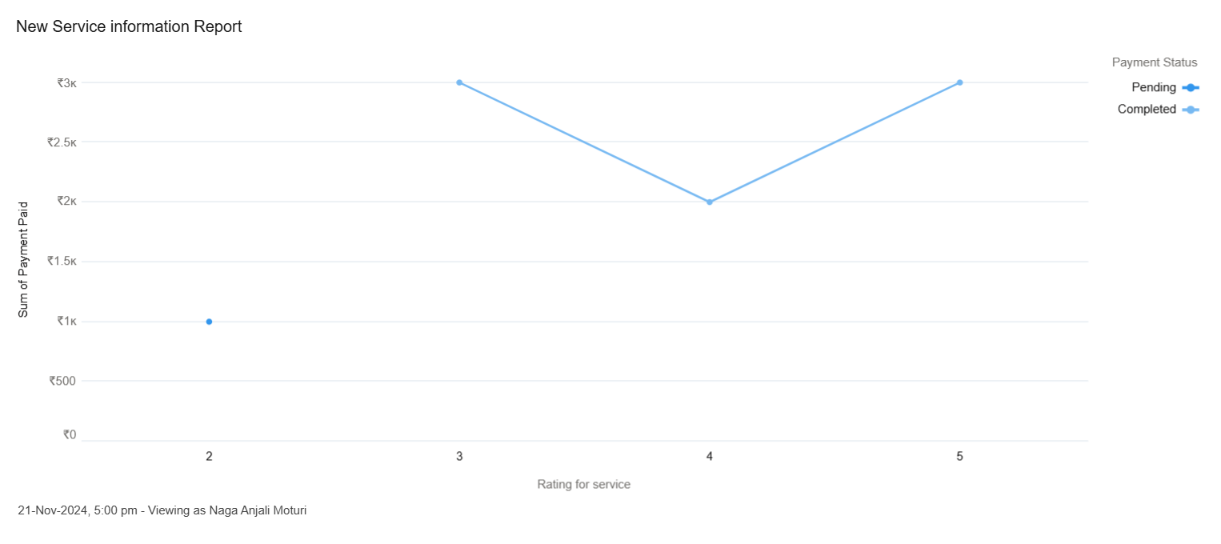 New Service information Report
Payment Status
Pending
Completed
₹3K
₹2.5K
₹2K
₹1.5K
₹1K
₹500
₹0
Sum of Payment Paid
2 3 4 5
Rating for service
21-Nov-2024, 5:00 pm - Viewing as Naga Anjali Moturi